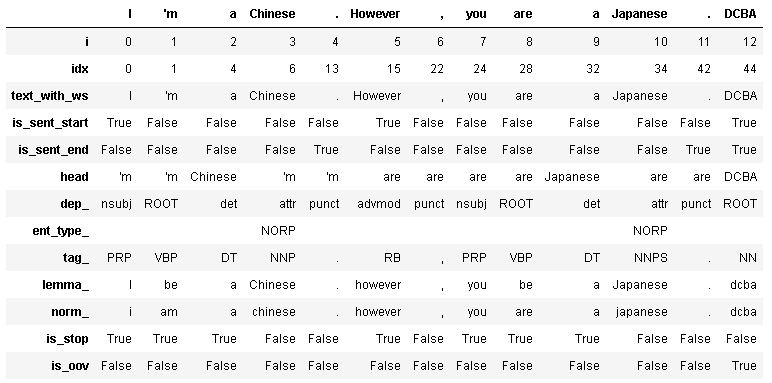 I 'm a Chinese . However , you are a Japanese . DCBA
i 0 1 2 3 4 5 6 7 8 9 10 11 12
idx 0 1 4 6 13 15 22 24 28 32 34 42 44
text_with_ws I 'm a Chinese . However , you are a Japanese . DCBA
is_sent_start True False False False False True False False False False False False True
is_sent_end False False False False True False False False False False False True True
head 'm 'm Chinese 'm 'm are are are are Japanese are are DCBA
dep_ nsubj ROOT det attr punct advmod punct nsubj ROOT det attr punct ROOT
ent_type_ NORP NORP
tag_ PRP VBP DT NNP . RB , PRP VBP DT NNPS . NN
lemma_ I be a Chinese . however , you be a Japanese . dcba
norm_ i am a chinese . however , you are a japanese . dcba
is_stop True True True False False True False True True True False False False
is_oov False False False False False False False False False False False False True